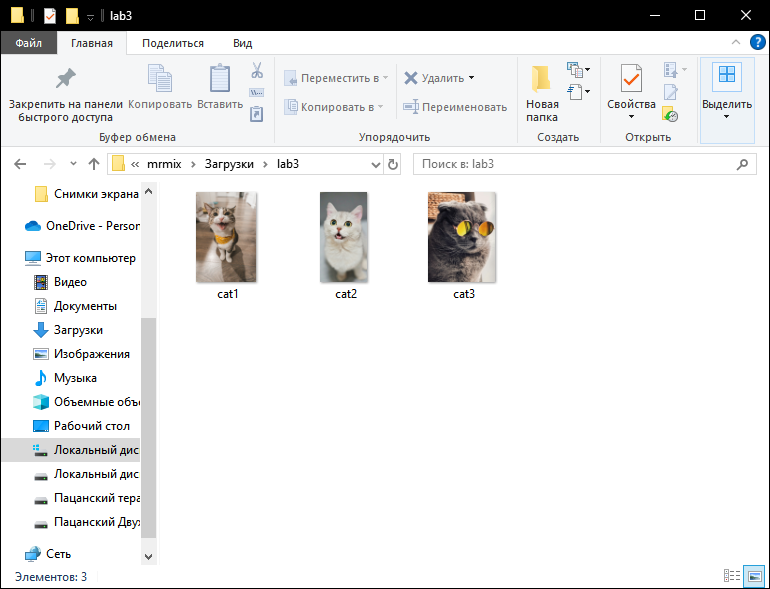 lab3
Файл Главная Поделиться Вид
Закрепить на панели быстрого доступа
Копировать
Вставить
Переместить в
Копировать в
Удалить
Переименовать
Новая папка
Свойства
Выделить
Буфер обмена Упорядочить Создать Открыть
« mrmix > Загрузки > lab3
Поиск в: lab3
Снимки экрана
OneDrive - Person
Этот компьютер
Видео
Документы
Загрузки
Изображения
Музыка
Объемные объе
Рабочий стол
Локальный дис
Локальный дис
Пацанский тера
Пацанский Двух
Сеть
cat1 cat2 cat3
Элементов: 3